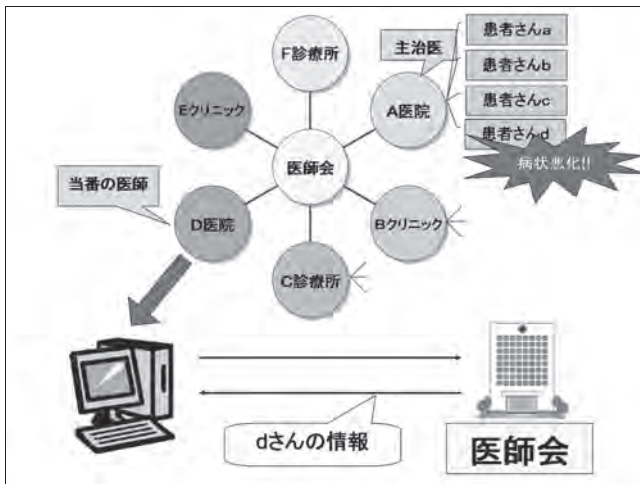 F診療所
主治医
患者さんa
患者さんb
患者さんc
患者さんd
病状悪化!!
Eクリニック
A医院
医師会
当番の医師
D医院
Bクリニック
C診療所
dさんの情報
医師会